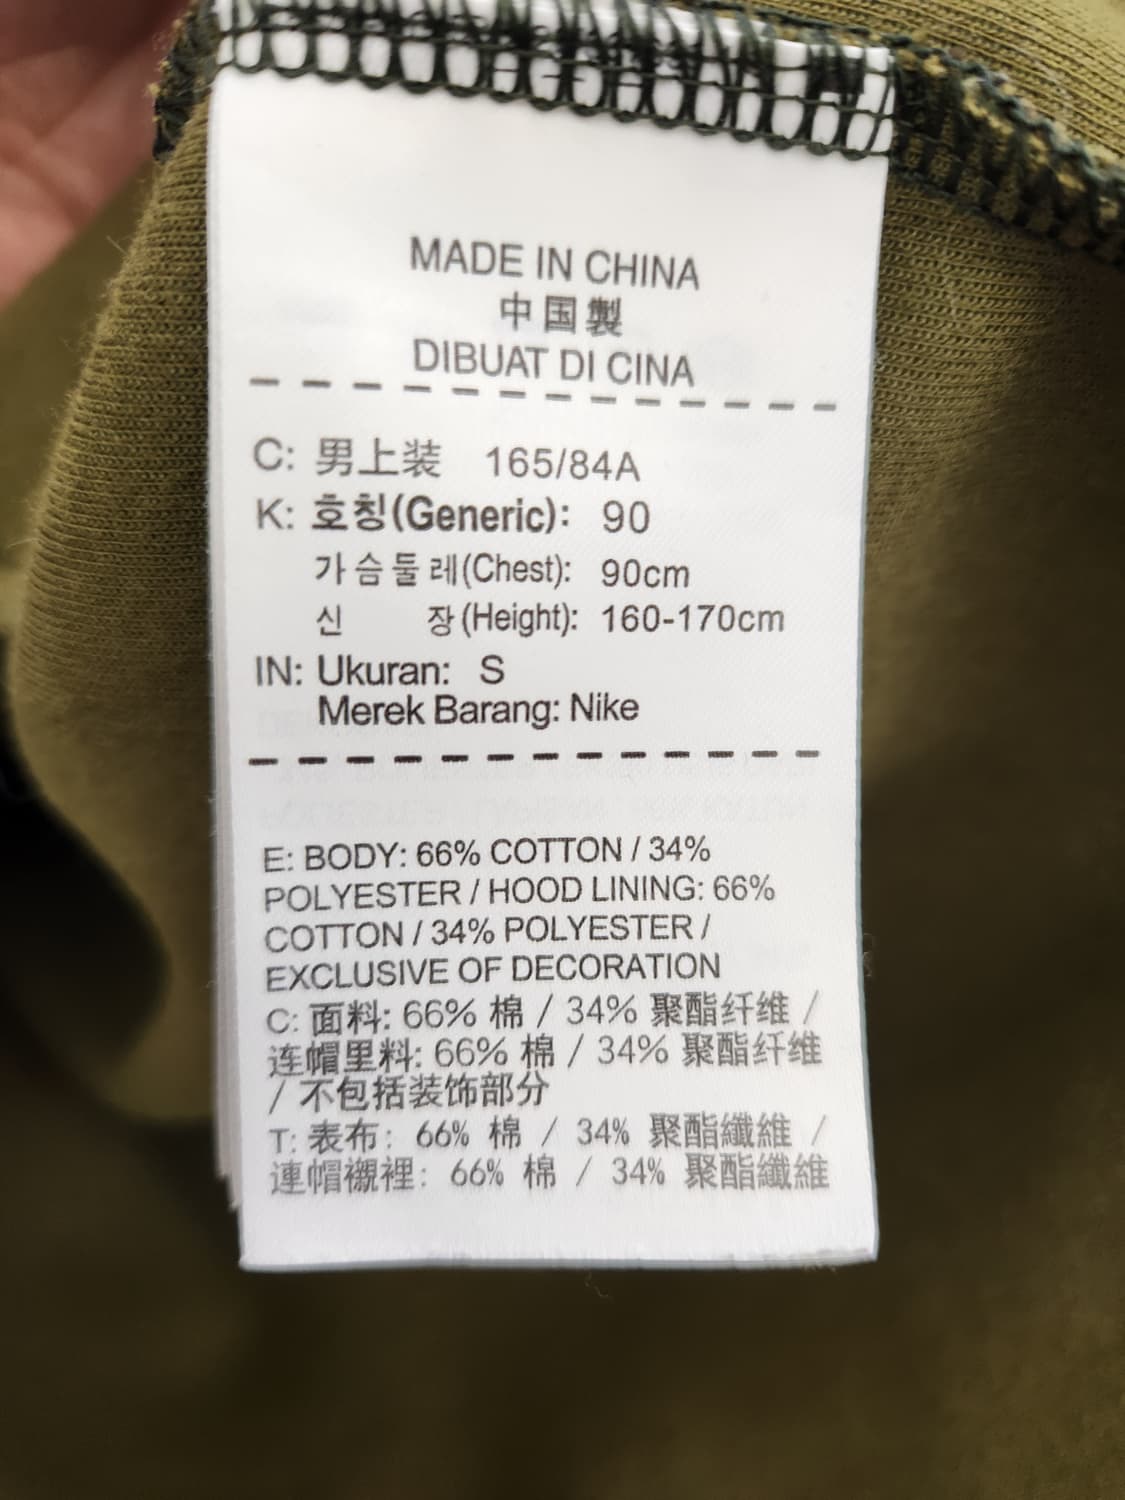 MADE IN CHINA
中国製
DIBUAT DI CINA
C: 男上装 165/84A
K: 호칭(Generic): 90
가슴둘레(Chest): 90cm
신 장(Height): 160-170cm
IN: Ukuran: S
Merek Barang: Nike
E: BODY: 66% COTTON / 34%
POLYESTER / HOOD LINING: 66%
COTTON / 34% POLYESTER /
EXCLUSIVE OF DECORATION
C: 面料: 66% 棉 / 34% 聚酯纤维 /
连帽里料: 66% 棉 / 34% 聚酯纤维
/ 不包括装饰部分
T: 表布: 66% 棉 / 34% 聚酯纖維 /
連帽襯裡: 66% 棉 / 34% 聚酯纖維